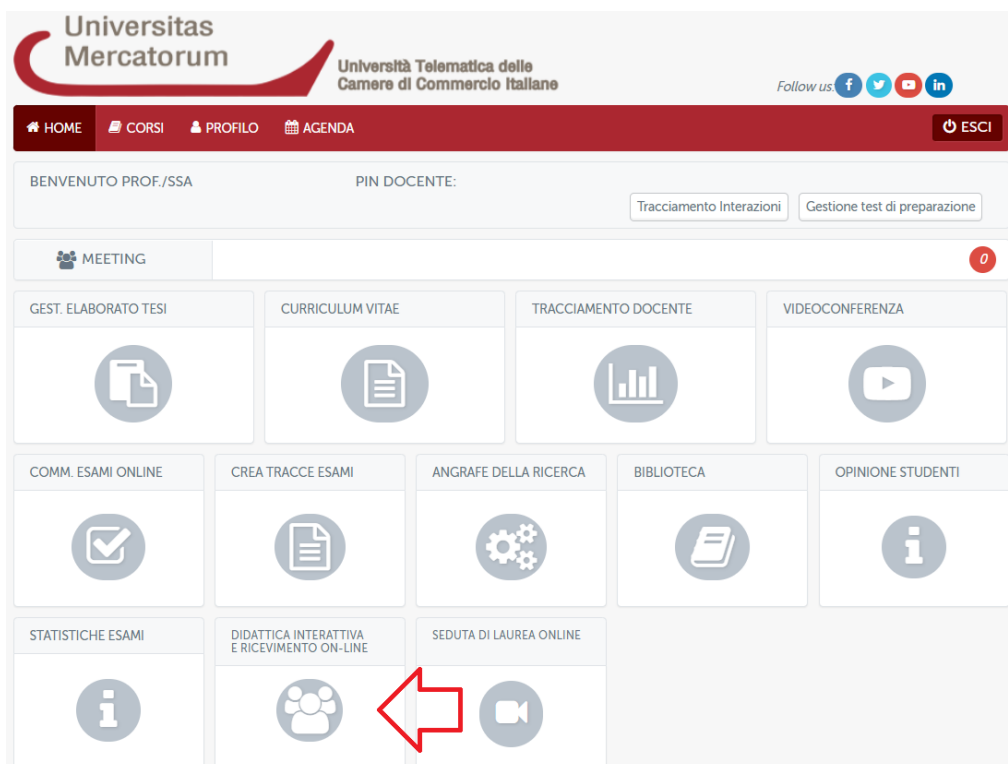 Universitas
Mercatorum
Università Telematica delle
Camere di Commercio Italiane
Follow us:
HOME CORSI PROFILO AGENDA ESCI
BENVENUTO PROF./SSA PIN DOCENTE:
Tracciamento Interazioni Gestione test di preparazione
MEETING 0
GEST. ELABORATO TESI CURRICULUM VITAE TRACCIAMENTO DOCENTE VIDEOCONFERENZA
COMM. ESAMI ONLINE CREA TRACCE ESAMI ANGRAFE DELLA RICERCA BIBLIOTECA OPINIONE STUDENTI
STATISTICHE ESAMI DIDATTICA INTERATTIVA SEDUTA DI LAUREA ONLINE
E RICEVIMENTO ON-LINE